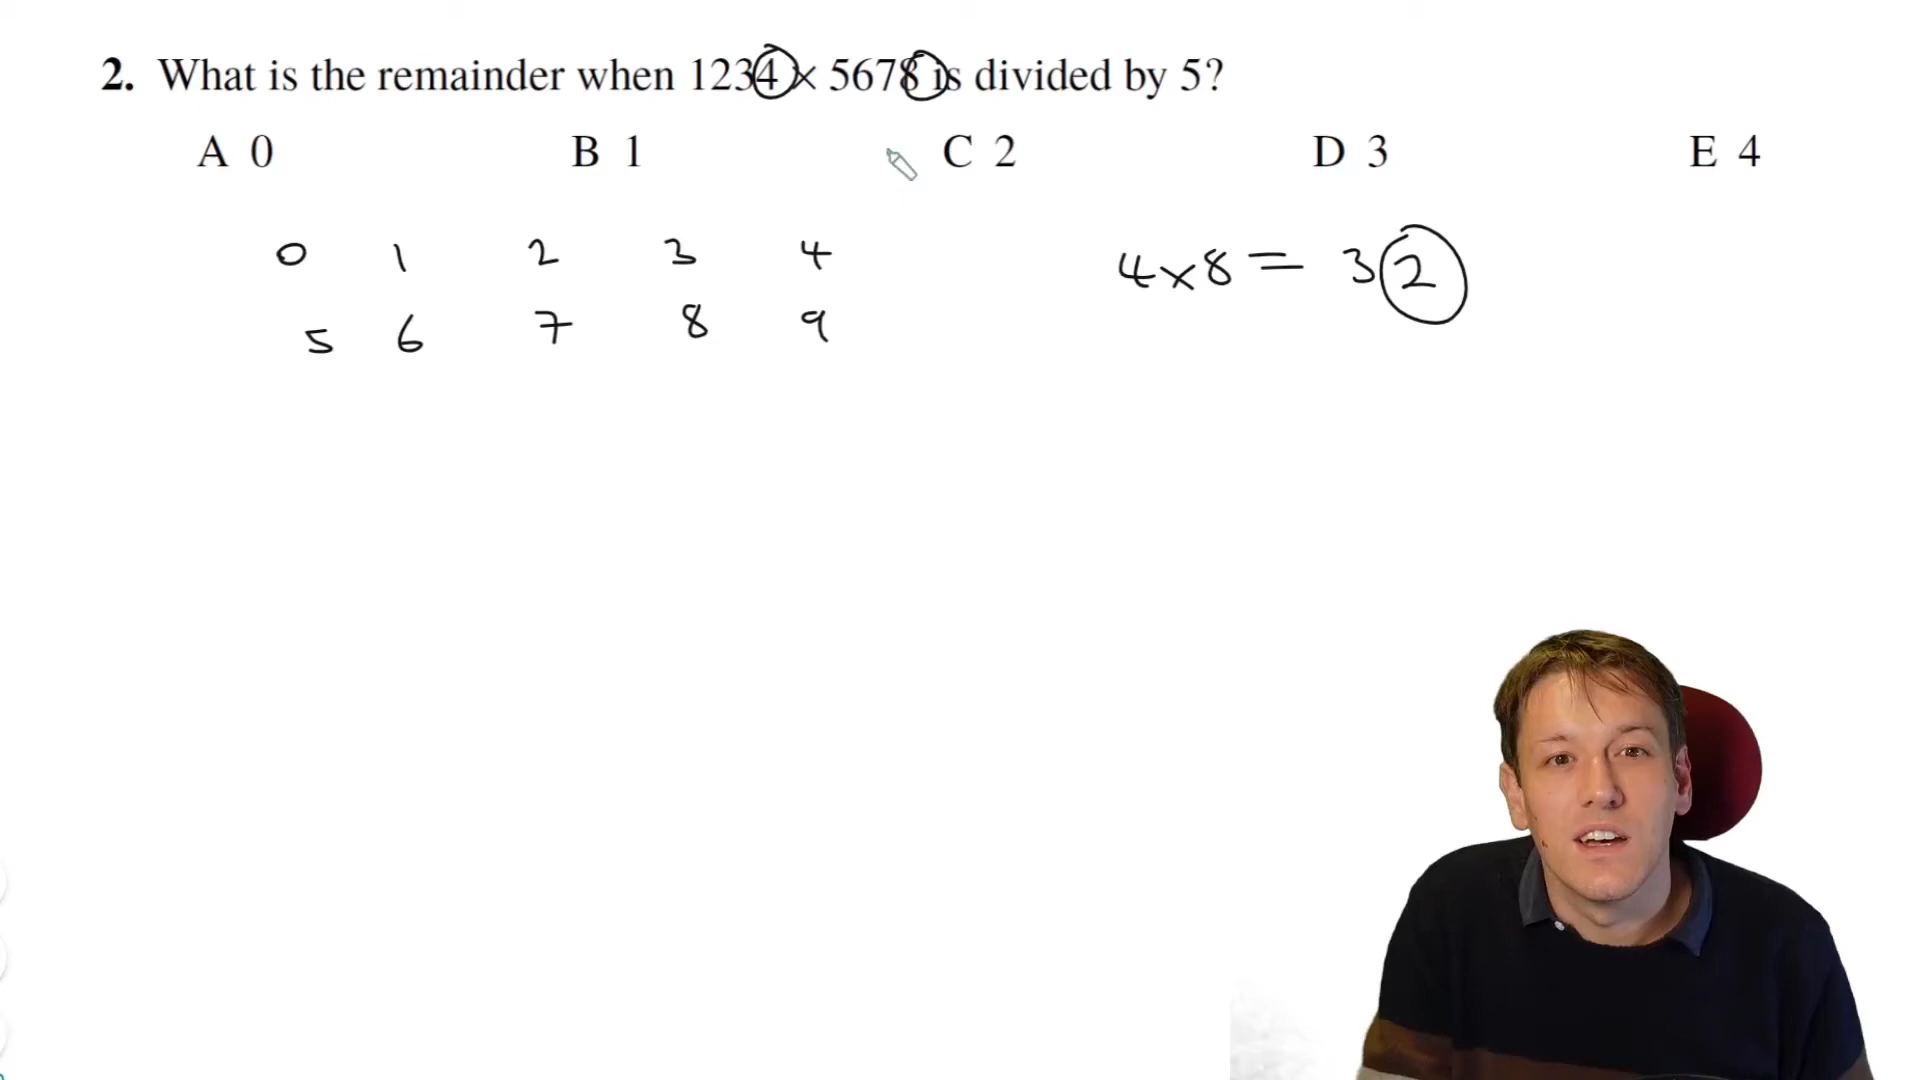 2. What is the remainder when 1234 × 5678 is divided by 5?
A 0 B 1 C 2 D 3 E 4
0 1 2 3 4
5 6 7 8 9
4×8 = 32